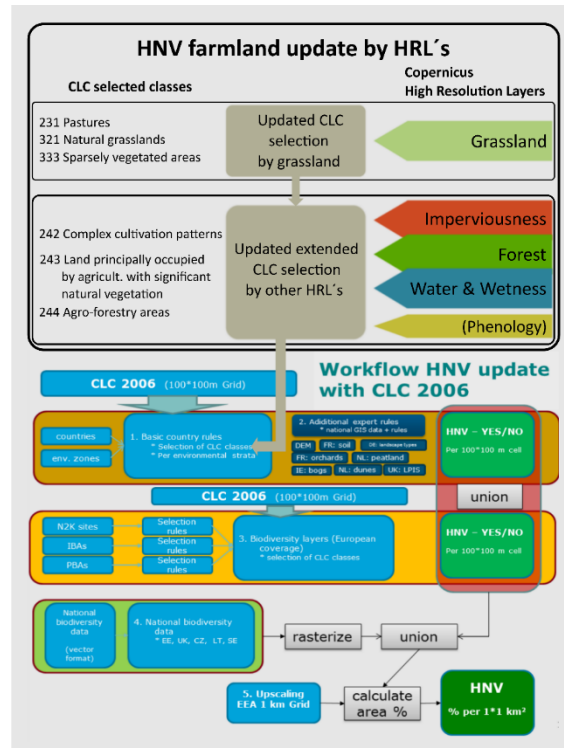 HNV farmland update by HRL´s
CLC selected classes
Copernicus
High Resolution Layers
231 Pastures
321 Natural grasslands
333 Sparsely vegetated areas
Updated CLC
selection
by grassland
Grassland
242 Complex cultivation patterns
243 Land principally occupied
by agricult. with significant
natural vegetation
244 Agro-forestry areas
Updated extended
CLC selection
by other HRL´s
Imperviousness
Forest
Water & Wetness
(Phenology)
Workflow HNV update
with CLC 2006
CLC 2006 (100*100m Grid)
countries
env. zones
1. Basic country rules
* Selection of CLC classes
* Per environmental strata
2. Aditional expert rules
* national GIS data + rules
DEM
FR: soil
DE: landscape types
FR: orchards
NL: peatland
IE: bogs
NL: dunes
UK: LPIS
HNV – YES/NO
Per 100*100 m cell
union
CLC 2006 (100*100m Grid)
N2K sites
IBAs
PBAs
Selection
rules
Selection
rules
Selection
rules
3. Biodiversity layers (European
coverage)
* selection of CLC classes
HNV – YES/NO
Per 100*100 m cell
National
biodiversity
data
(vector
format)
4. National biodiversity
data
* EE, UK, CZ, LT, SE
rasterize
union
5. Upscaling
EEA 1 km Grid
calculate
area %
HNV
% per 1*1 km²